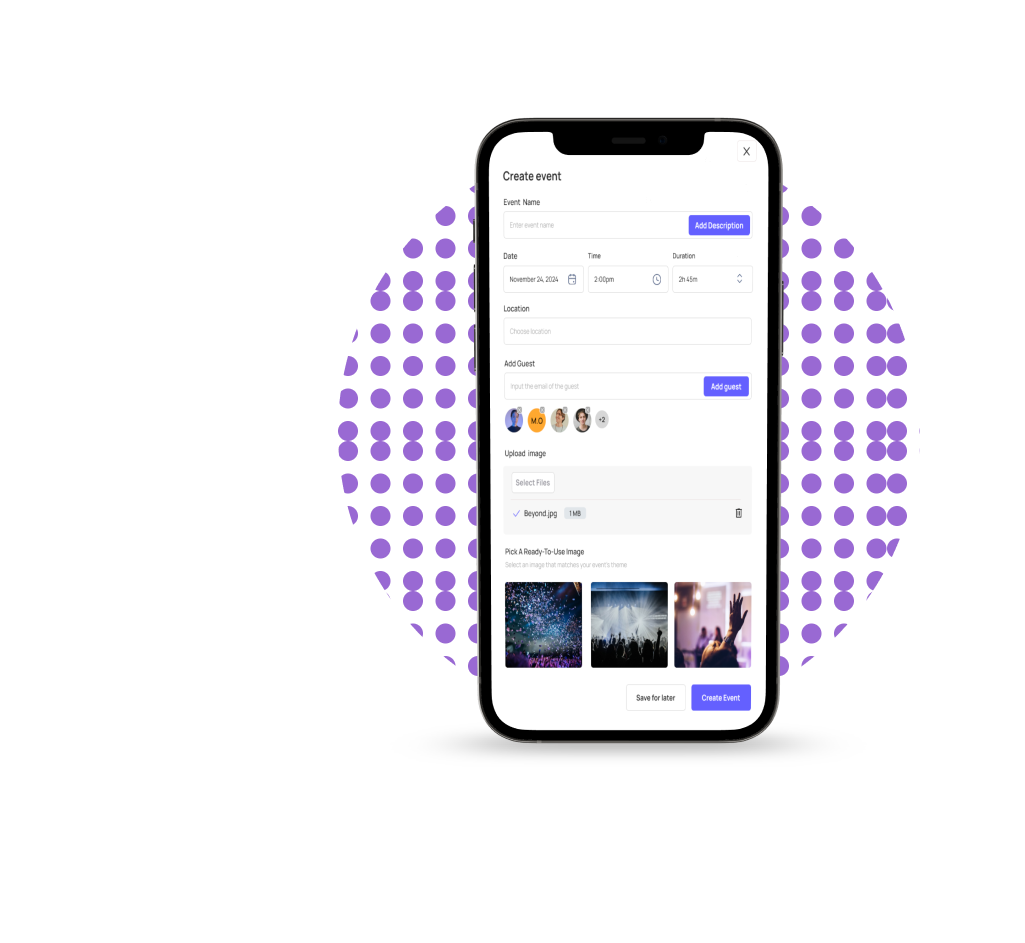 X
Create event
Event Name
Enter event name
Add Description
Date Time Duration
November 24, 2024 2:00pm 2h 45m
Location
Choose location
Add Guest
Input the email of the guest
Add guest
M.O +2
Upload image
Select Files
Beyond.jpg 1 MB
Pick A Ready-To-Use Image
Select an image that matches your event's theme
Save for later Create Event